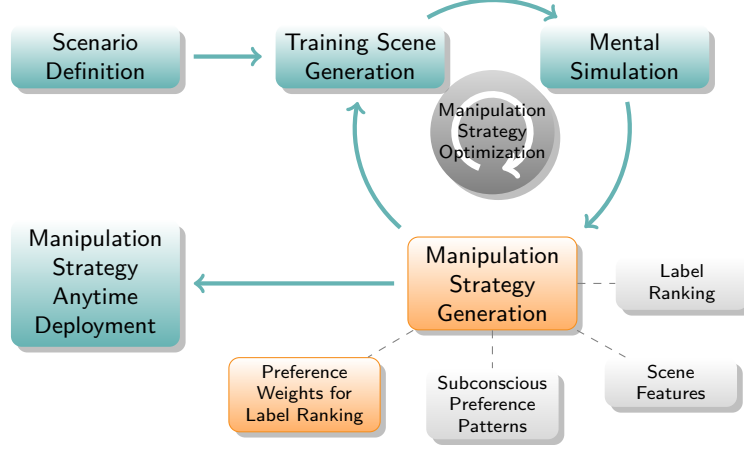 Scenario
Definition
Training Scene
Generation
Mental
Simulation
Manipulation
Strategy
Optimization
Manipulation
Strategy
Anytime
Deployment
Manipulation
Strategy
Generation
Label
Ranking
Preference
Weights for
Label Ranking
Subconscious
Preference
Patterns
Scene
Features